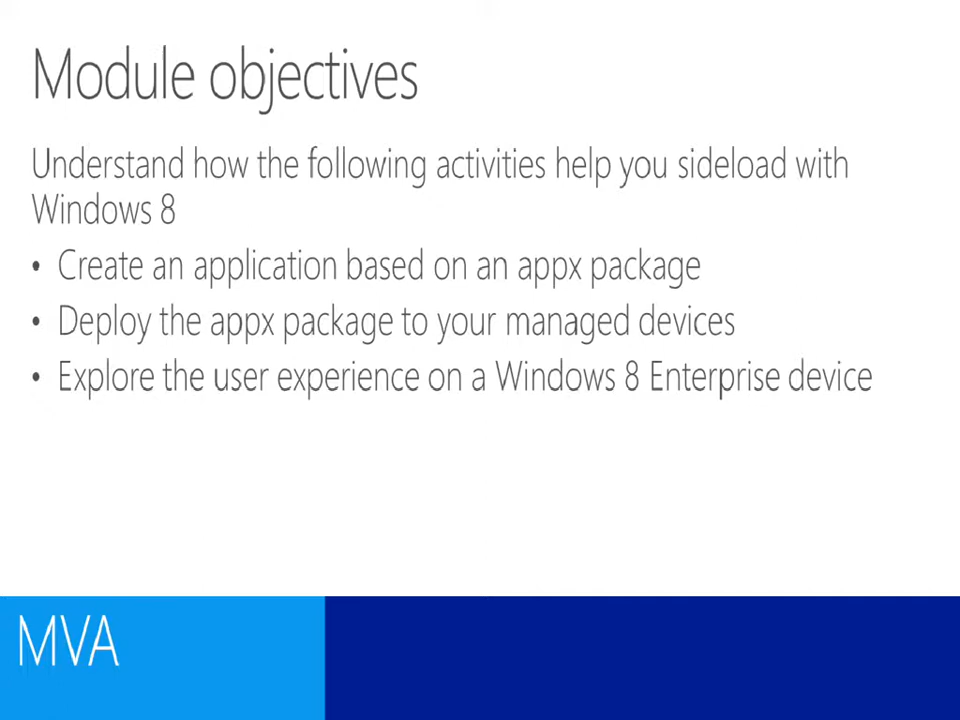 Module objectives
Understand how the following activities help you sideload with
Windows 8
• Create an application based on an appx package
• Deploy the appx package to your managed devices
• Explore the user experience on a Windows 8 Enterprise device
MVA